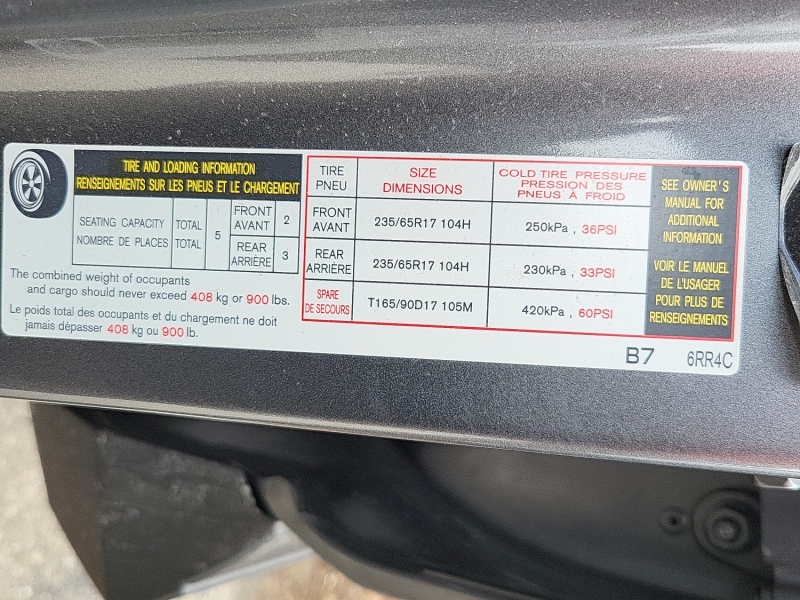 TIRE AND LOADING INFORMATION
RENSEIGNEMENTS SUR LES PNEUS ET LE CHARGEMENT
SEATING CAPACITY TOTAL 5 FRONT AVANT 2
NOMBRE DE PLACES TOTAL REAR ARRIÈRE 3
The combined weight of occupants
and cargo should never exceed 408 kg or 900 lbs.
Le poids total des occupants et du chargement ne doit
jamais dépasser 408 kg ou 900 lb.
TIRE PNEU SIZE DIMENSIONS COLD TIRE PRESSURE PRESSION DES PNEUS À FROID
FRONT AVANT 235/65R17 104H 250kPa , 36PSI
REAR ARRIÈRE 235/65R17 104H 230kPa , 33PSI
SPARE DE SECOURS T165/90D17 105M 420kPa , 60PSI
SEE OWNER'S
MANUAL FOR
ADDITIONAL
INFORMATION
VOIR LE MANUEL
DE L'USAGER
POUR PLUS DE
RENSEIGNEMENTS
B7 6RR4C